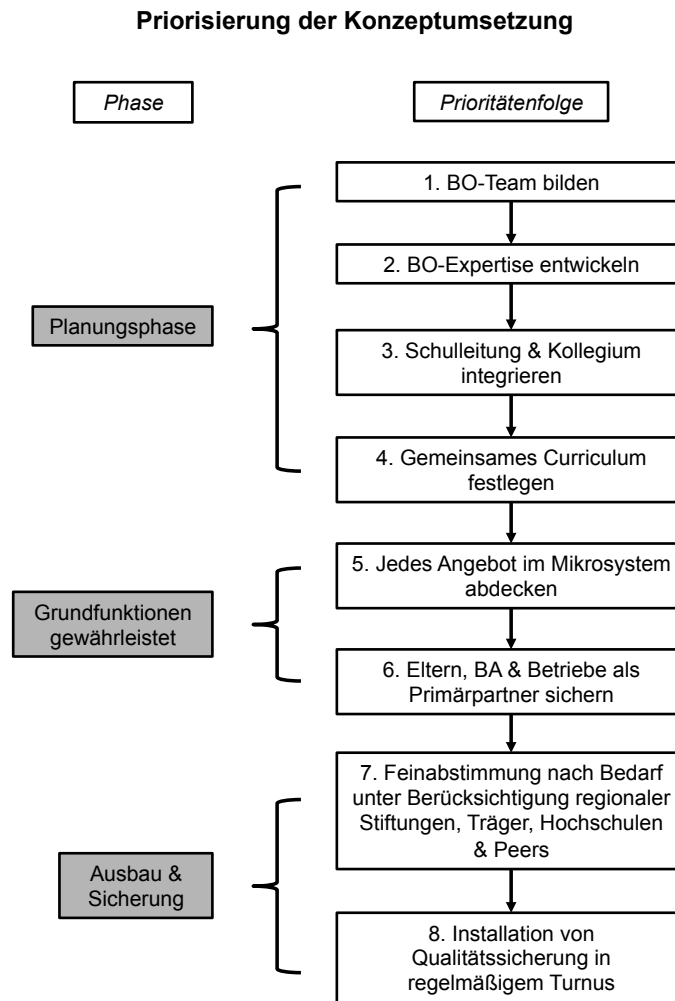 Priorisierung der Konzeptumsetzung
Phase
Prioritätenfolge
1. BO-Team bilden
2. BO-Expertise entwickeln
Planungsphase
3. Schulleitung & Kollegium
integrieren
4. Gemeinsames Curriculum
festlegen
5. Jedes Angebot im Mikrosystem
abdecken
Grundfunktionen
gewährleistet
6. Eltern, BA & Betriebe als
Primärpartner sichern
7. Feinabstimmung nach Bedarf
unter Berücksichtigung regionaler
Stiftungen, Träger, Hochschulen
& Peers
Ausbau &
Sicherung
8. Installation von
Qualitätssicherung in
regelmäßigem Turnus